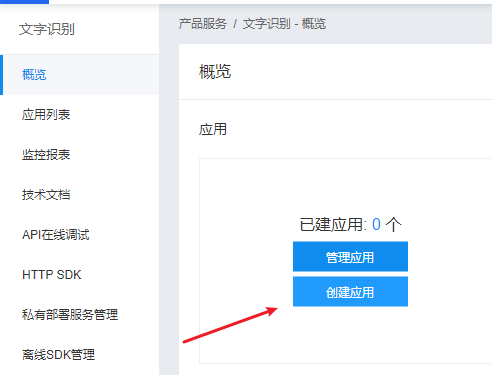 文字识别
概览
应用列表
监控报表
技术文档
API在线调试
HTTP SDK
私有部署服务管理
离线SDK管理
产品服务 / 文字识别 - 概览
概览
应用
已建应用: 0 个
管理应用
创建应用